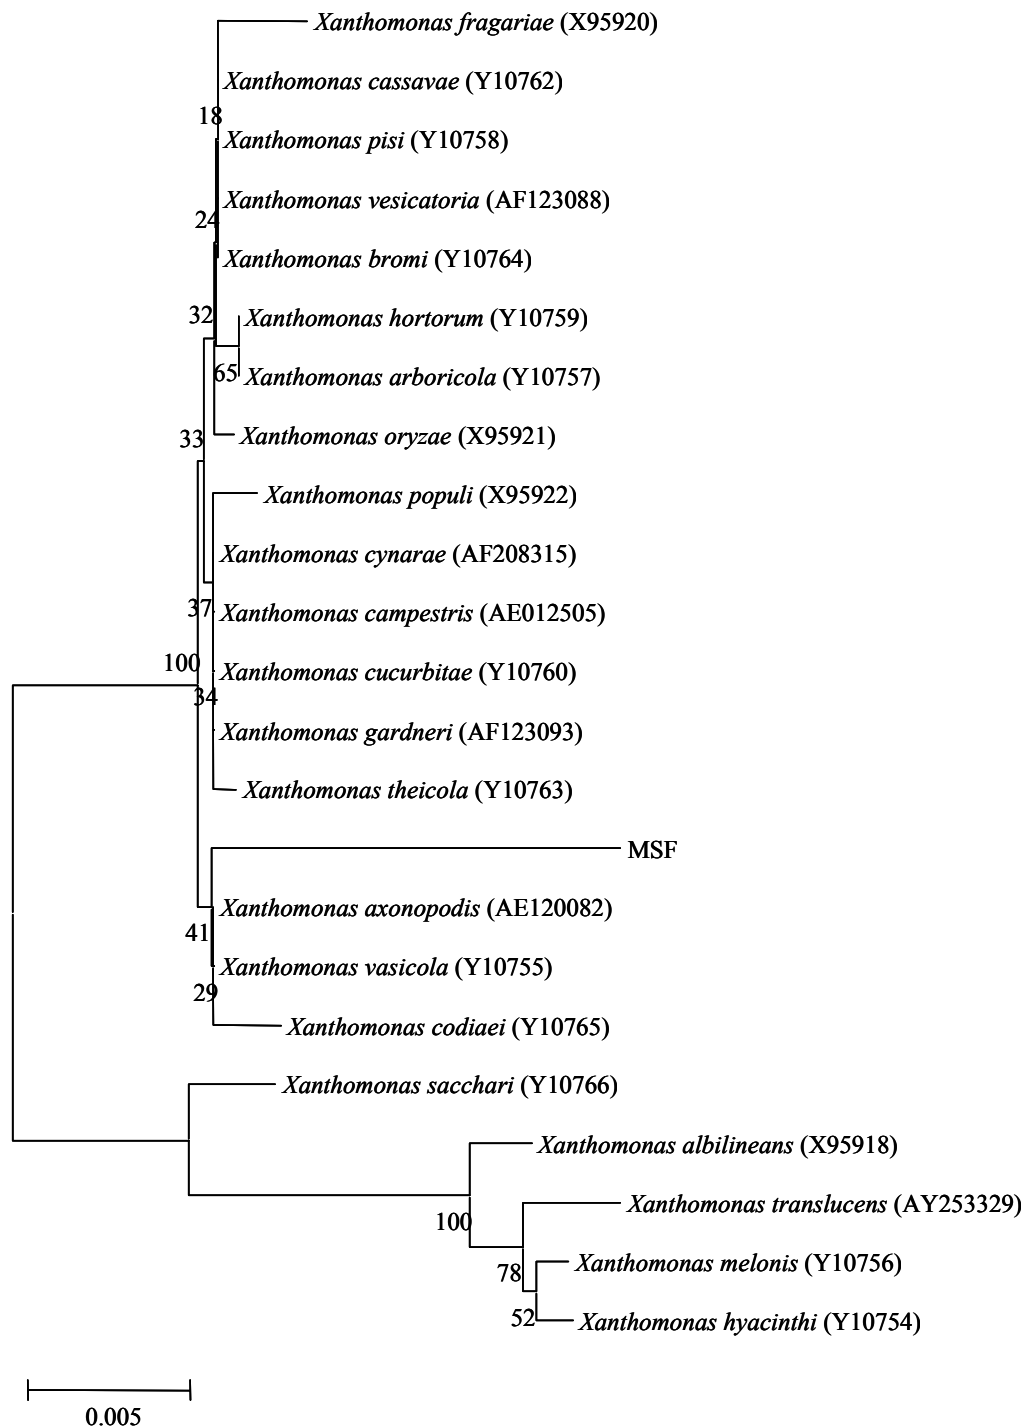 Xanthomonas fragariae (X95920)
Xanthomonas cassavae (Y10762)
18
Xanthomonas pisi (Y10758)
Xanthomonas vesicatoria (AF123088)
24
Xanthomonas bromi (Y10764)
32
Xanthomonas hortorum (Y10759)
65
Xanthomonas arboricola (Y10757)
33
Xanthomonas oryzae (X95921)
Xanthomonas populi (X95922)
Xanthomonas cynarae (AF208315)
37
Xanthomonas campestris (AE012505)
100
Xanthomonas cucurbitae (Y10760)
34
Xanthomonas gardneri (AF123093)
Xanthomonas theicola (Y10763)
MSF
Xanthomonas axonopodis (AE120082)
41
Xanthomonas vasicola (Y10755)
29
Xanthomonas codiaei (Y10765)
Xanthomonas sacchari (Y10766)
Xanthomonas albilineans (X95918)
Xanthomonas translucens (AY253329)
100
Xanthomonas melonis (Y10756)
78
52
Xanthomonas hyacinthi (Y10754)
0.005